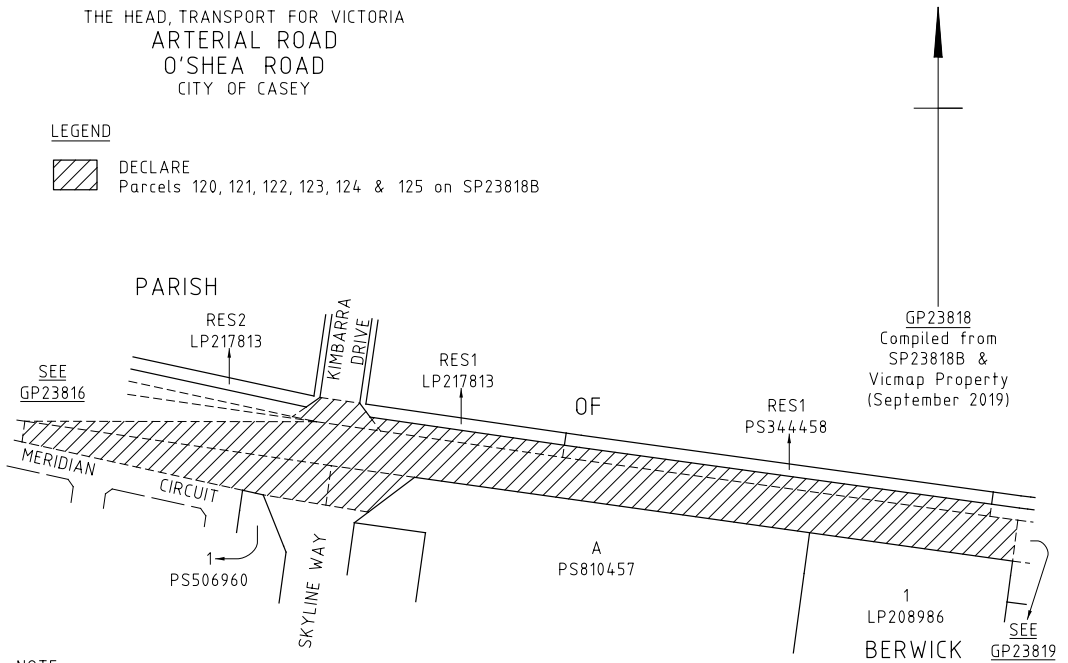 THE HEAD, TRANSPORT FOR VICTORIA
ARTERIAL ROAD
O'SHEA ROAD
CITY OF CASEY
LEGEND
DECLARE
Parcels 120, 121, 122, 123, 124 & 125 on SP23818B
PARISH
RES2
LP217813
KIMBARRA
DRIVE
RES1
LP217813
GP23818
Compiled from
SP23818B &
Vicmap Property
(September 2019)
SEE
GP23816
OF
RES1
PS344458
MERIDIAN
CIRCUIT
1
PS506960
SKYLINE WAY
A
PS810457
1
LP208986
BERWICK
SEE
GP23819